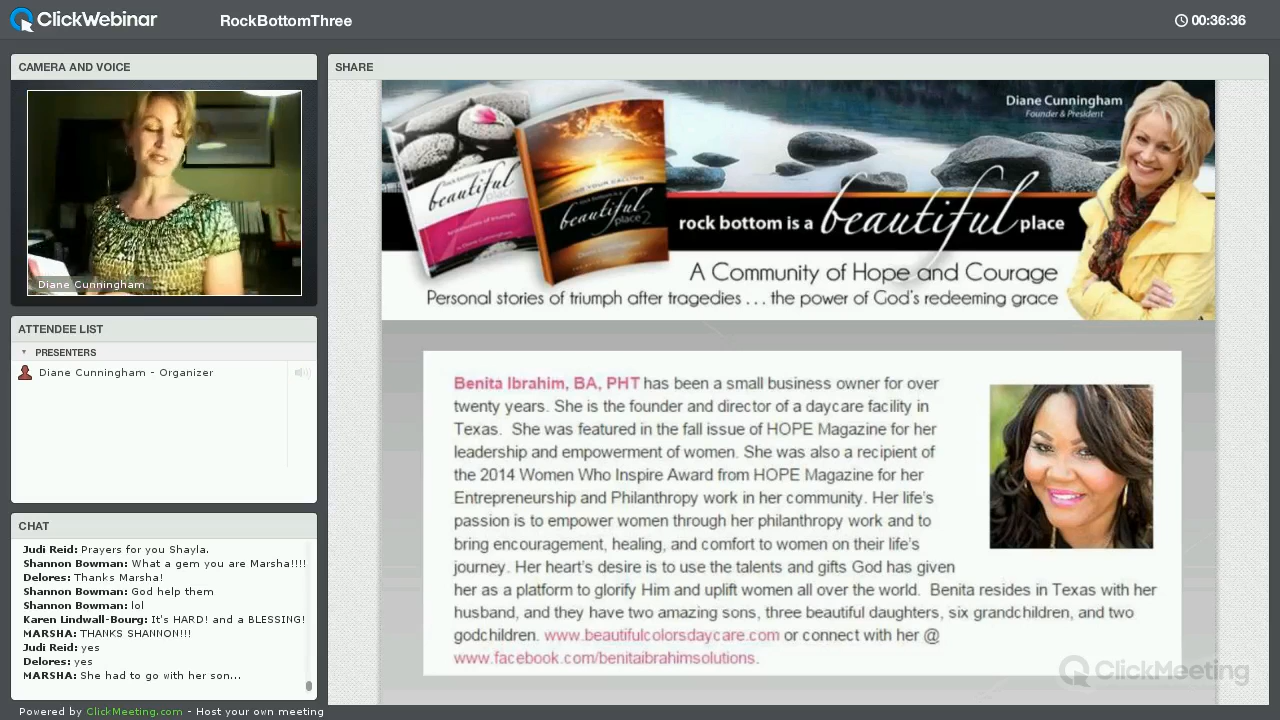 ClickWebinar
RockBottomThree
00:36:36
CAMERA AND VOICE
Diane Cunningham
ATTENDEE LIST
PRESENTERS
Diane Cunningham - Organizer
CHAT
Judi Reid: Prayers for you Shayla.
Shannon Bowman: What a gem you are Marsha!!!!
Delores: Thanks Marsha!
Shannon Bowman: God help them
Shannon Bowman: lol
Karen Lindwall-Bourg: It's HARD! and a BLESSING!
MARSHA: THANKS SHANNON!!!
Judi Reid: yes
Delores: yes
MARSHA: She had to go with her son...
Powered by ClickMeeting.com - Host your own meeting
SHARE
Diane Cunningham
Founder & President
beautiful
beautiful
place 2
rock bottom is a beautiful place
A Community of Hope and Courage
Personal stories of triumph after tragedies . . . the power of God's redeeming grace
Benita Ibrahim, BA, PHT has been a small business owner for over
twenty years. She is the founder and director of a daycare facility in
Texas. She was featured in the fall issue of HOPE Magazine for her
leadership and empowerment of women. She was also a recipient of
the 2014 Women Who Inspire Award from HOPE Magazine for her
Entrepreneurship and Philanthropy work in her community. Her life's
passion is to empower women through her philanthropy work and to
bring encouragement, healing, and comfort to women on their life's
journey. Her heart's desire is to use the talents and gifts God has given
her as a platform to glorify Him and uplift women all over the world. Benita resides in Texas with her
husband, and they have two amazing sons, three beautiful daughters, six grandchildren, and two
godchildren. www.beautifulcolorsdaycare.com or connect with her @
www.facebook.com/benitaibrahimsolutions.
ClickMeeting